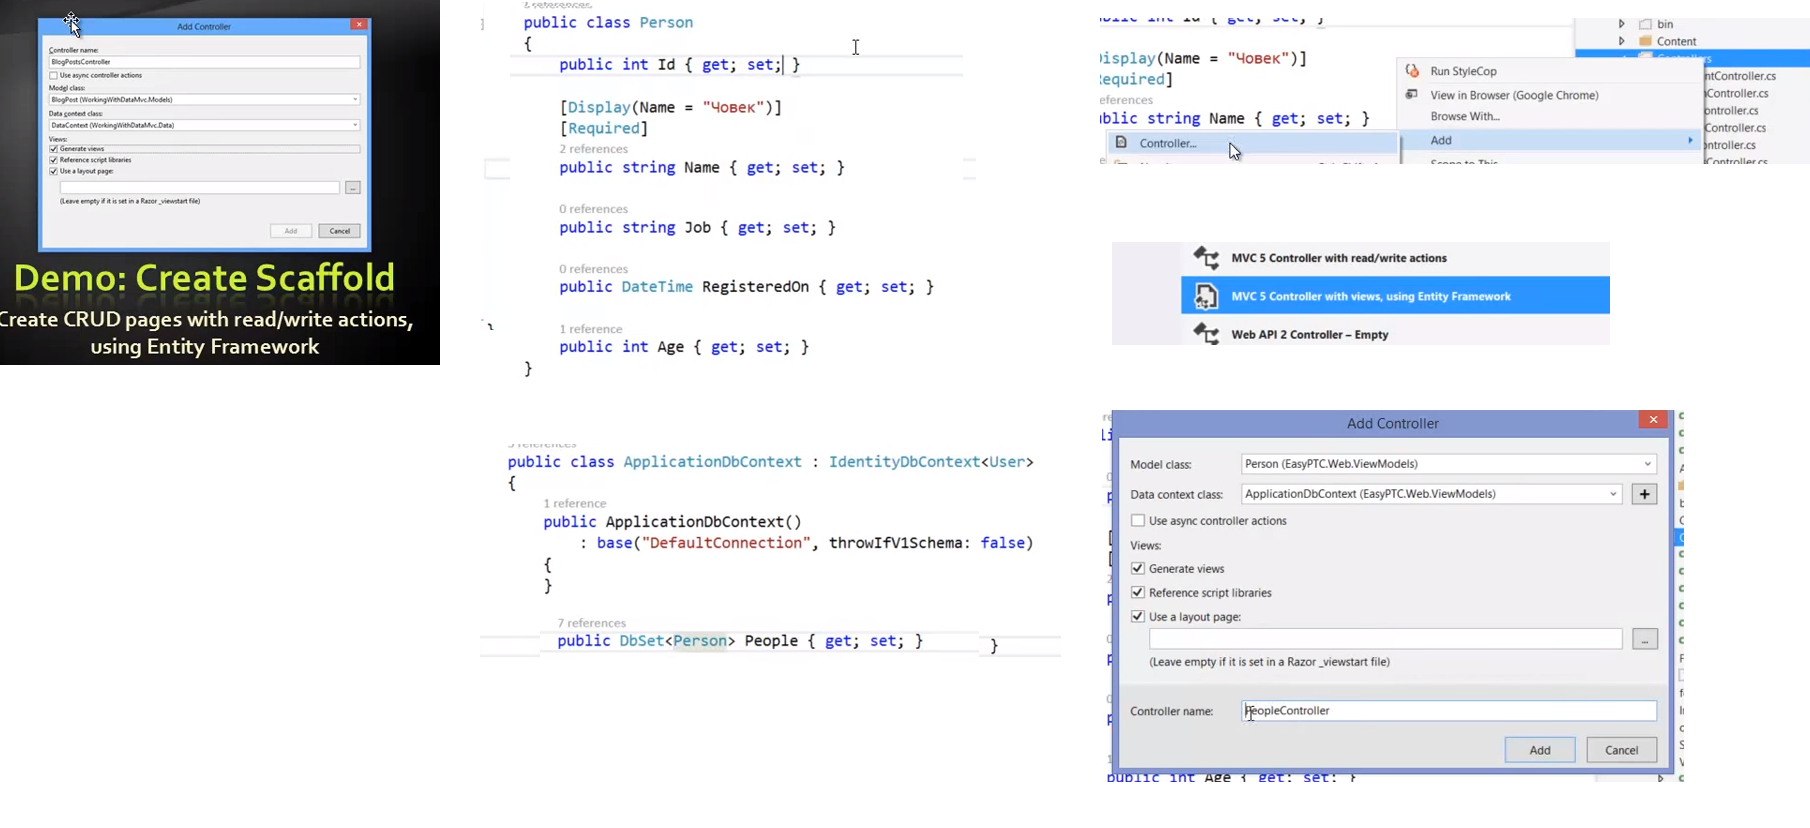 Add Controller
Controller name:
BlogPostsController
Use async controller actions
Model class:
BlogPost (WorkingWithDataMvc.Models)
Data context class:
DataContext (WorkingWithDataMvc.Data)
Views:
Generate views
Reference script libraries
Use a layout page:
...
(Leave empty if it is set in a Razor _viewstart file)
Add
Cancel
Demo: Create Scaffold
Create CRUD pages with read/write actions,
using Entity Framework
public class Person
{
public int Id { get; set; }
[Display(Name = "Човек")]
[Required]
2 references
public string Name { get; set; }
0 references
public string Job { get; set; }
0 references
public DateTime RegisteredOn { get; set; }
1 reference
public int Age { get; set; }
}
public class ApplicationDbContext : IdentityDbContext<User>
{
1 reference
public ApplicationDbContext()
: base("DefaultConnection", throwIfV1Schema: false)
{
}
7 references
public DbSet<Person> People { get; set; }
}
bin
Content
Controllers
isplay(Name = "Човек")]
equired]
eferences
ublic string Name { get; set; }
Run StyleCop
View in Browser (Google Chrome)
Browse With...
Add
Controller...
ntController.cs
Controller.cs
ontroller.cs
Controller.cs
ontroller.cs
MVC 5 Controller with read/write actions
MVC 5 Controller with views, using Entity Framework
Web API 2 Controller – Empty
Add Controller
Model class:
Person (EasyPTC.Web.ViewModels)
Data context class:
ApplicationDbContext (EasyPTC.Web.ViewModels)
+
Use async controller actions
Views:
Generate views
Reference script libraries
Use a layout page:
...
(Leave empty if it is set in a Razor _viewstart file)
Controller name:
PeopleController
Add
Cancel
public int Age { get; set; }